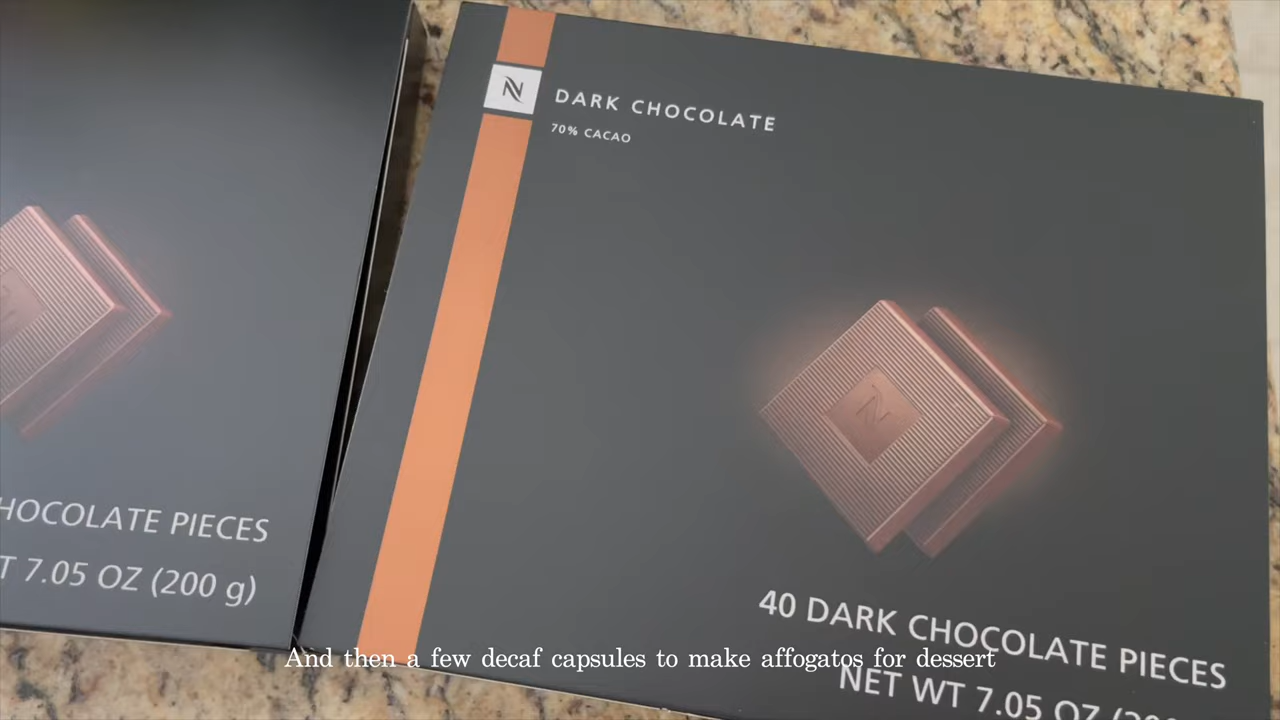 N
DARK CHOCOLATE
70% CACAO
N
HOCOLATE PIECES
T 7.05 OZ (200 g)
40 DARK CHOCOLATE PIECES
NET WT 7.05 OZ
And then a few decaf capsules to make affogatos for dessert